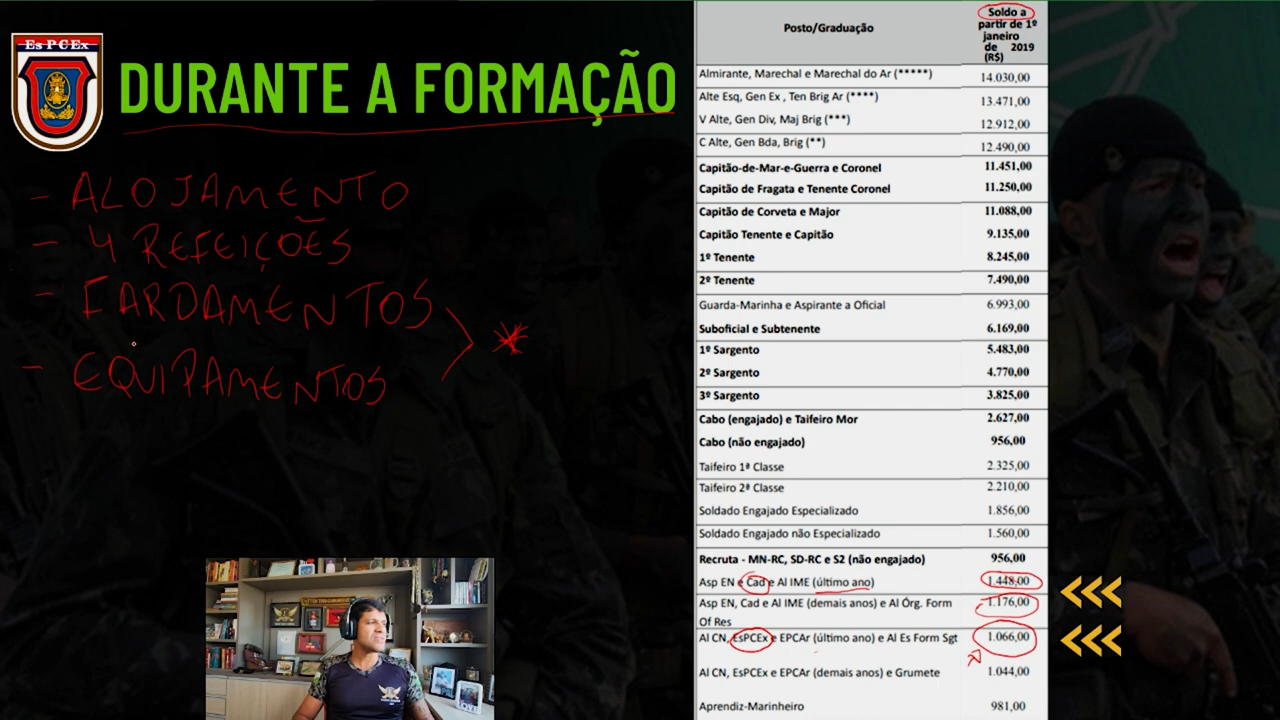 EsPCEx
DURANTE A FORMAÇÃO
- ALOJAMENTO
- 4 REFEIÇÕES
- FARDAMENTOS
- EQUIPAMENTOS
Posto/Graduação
Soldo a
partir de 1º
janeiro
de 2019
(R$)
Almirante, Marechal e Marechal do Ar (*****) 14.030,00
Alte Esq, Gen Ex , Ten Brig Ar (****) 13.471,00
V Alte, Gen Div, Maj Brig (***) 12.912,00
C Alte, Gen Bda, Brig (**) 12.490,00
Capitão-de-Mar-e-Guerra e Coronel 11.451,00
Capitão de Fragata e Tenente Coronel 11.250,00
Capitão de Corveta e Major 11.088,00
Capitão Tenente e Capitão 9.135,00
1º Tenente 8.245,00
2º Tenente 7.490,00
Guarda-Marinha e Aspirante a Oficial 6.993,00
Suboficial e Subtenente 6.169,00
1º Sargento 5.483,00
2º Sargento 4.770,00
3º Sargento 3.825,00
Cabo (engajado) e Taifeiro Mor 2.627,00
Cabo (não engajado) 956,00
Taifeiro 1ª Classe 2.325,00
Taifeiro 2ª Classe 2.210,00
Soldado Engajado Especializado 1.856,00
Soldado Engajado não Especializado 1.560,00
Recruta - MN-RC, SD-RC e S2 (não engajado) 956,00
Asp EN e Cad e Al IME (último ano) 1.448,00
Asp EN, Cad e Al IME (demais anos) e Al Órg. Form 1.176,00
Of Res
Al CN, EsPCEx e EPCAr (último ano) e Al Es Form Sgt 1.066,00
Al CN, EsPCEx e EPCAr (demais anos) e Grumete 1.044,00
Aprendiz-Marinheiro 981,00